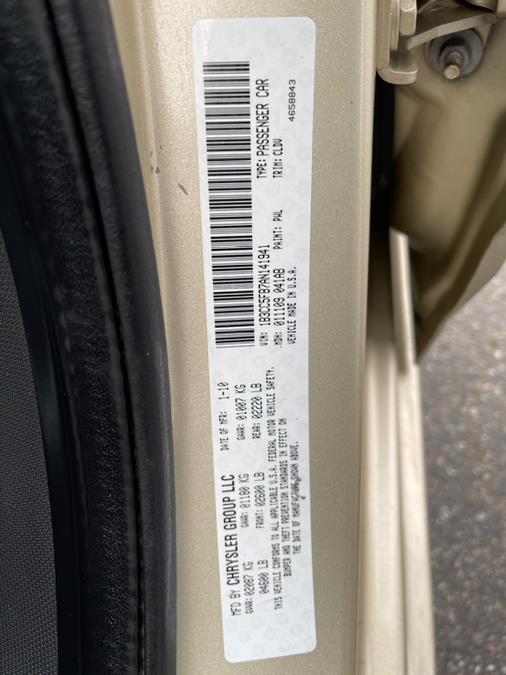 MFD BY CHRYSLER GROUP LLC DATE OF MFR: 1-10
GVWR: 02087 KG GAWR: 01180 KG GAWR: 01007 KG
04600 LB FRONT: 02600 LB REAR: 02220 LB
THIS VEHICLE CONFORMS TO ALL APPLICABLE U.S.A. FEDERAL MOTOR VEHICLE SAFETY,
BUMPER AND THEFT PREVENTION STANDARDS IN EFFECT ON
THE DATE OF MANUFACTURE SHOWN ABOVE.
VIN: 1B3CC5FB7AN141941 TYPE: PASSENGER CAR
MDH: 011109 041AB PAINT: PWL TRIM: CLDV
VEHICLE MADE IN U.S.A.
4658843